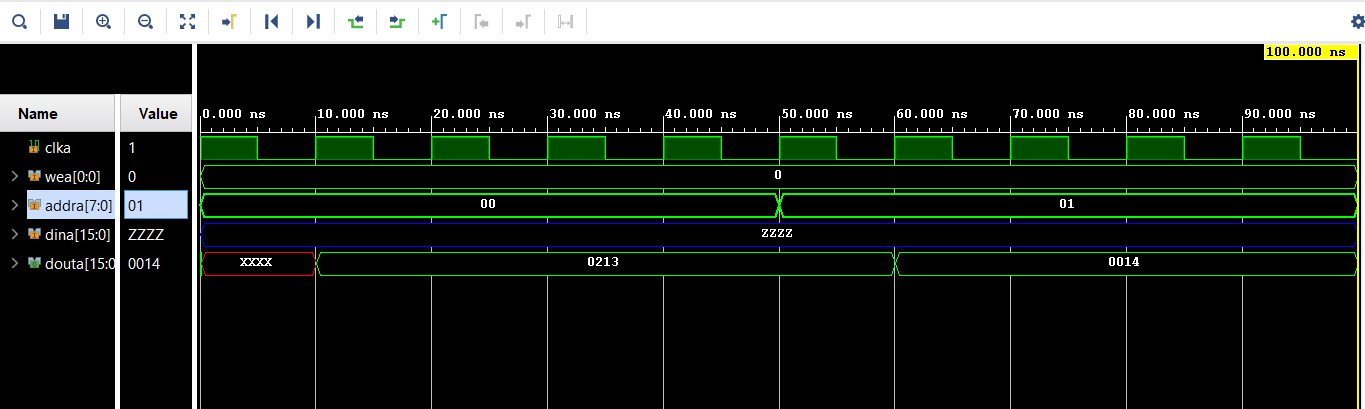 100.000 ns
Name Value
0.000 ns 10.000 ns 20.000 ns 30.000 ns 40.000 ns 50.000 ns 60.000 ns 70.000 ns 80.000 ns 90.000 ns
clka 1
wea[0:0] 0 0
addra[7:0] 01 00 01
dina[15:0] ZZZZ ZZZZ
douta[15:0 0014 XXXX 0213 0014